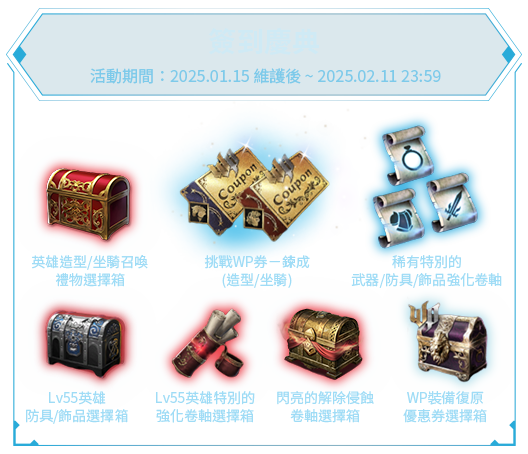 活動期間：2025.01.15 維護後 ~ 2025.02.11 23:59
Coupon
Coupon
英雄造型/坐騎召喚
禮物選擇箱
挑戰WP券－鍊成
(造型/坐騎)
稀有特別的
武器/防具/飾品強化卷軸
Lv55英雄
防具/飾品選擇箱
Lv55英雄特別的
強化卷軸選擇箱
閃亮的解除侵蝕
卷軸選擇箱
WP裝備復原
優惠券選擇箱